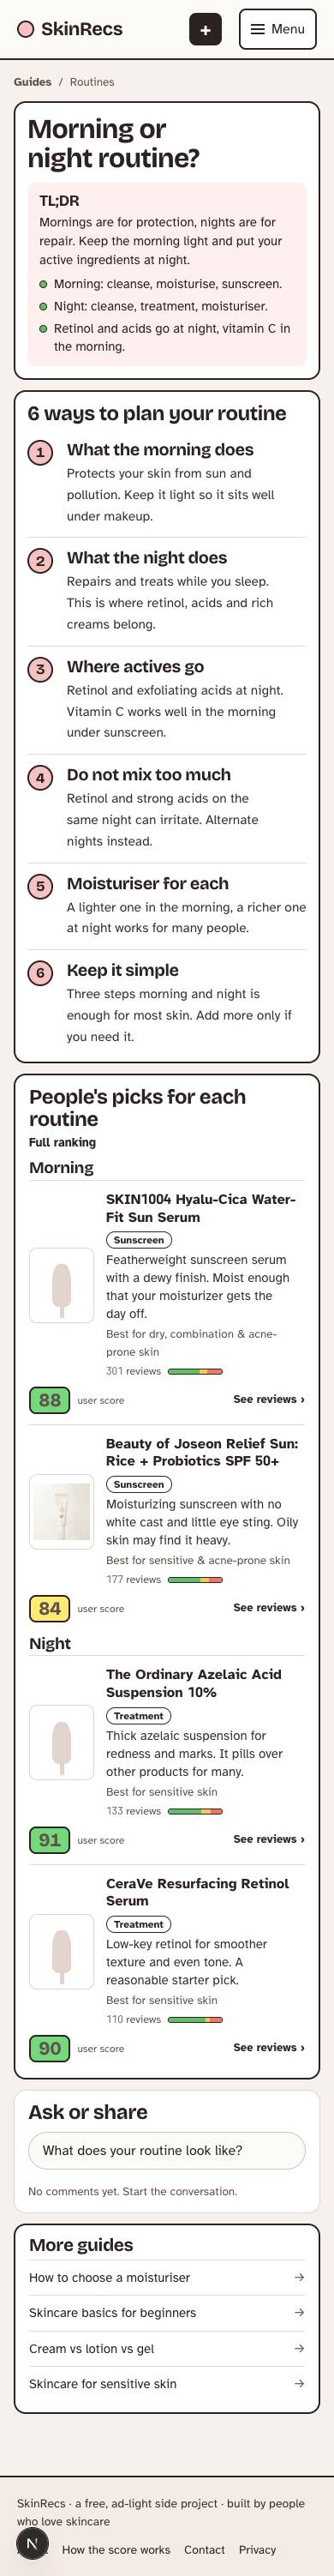 SkinRecs
+
Menu
Guides / Routines
Morning or
night routine?
TL;DR
Mornings are for protection, nights are for
repair. Keep the morning light and put your
active ingredients at night.
Morning: cleanse, moisturise, sunscreen.
Night: cleanse, treatment, moisturiser.
Retinol and acids go at night, vitamin C in
the morning.
6 ways to plan your routine
1 What the morning does
Protects your skin from sun and
pollution. Keep it light so it sits well
under makeup.
2 What the night does
Repairs and treats while you sleep.
This is where retinol, acids and rich
creams belong.
3 Where actives go
Retinol and exfoliating acids at night.
Vitamin C works well in the morning
under sunscreen.
4 Do not mix too much
Retinol and strong acids on the
same night can irritate. Alternate
nights instead.
5 Moisturiser for each
A lighter one in the morning, a richer one
at night works for many people.
6 Keep it simple
Three steps morning and night is
enough for most skin. Add more only if
you need it.
People's picks for each
routine
Full ranking
Morning
SKIN1004 Hyalu-Cica Water-
Fit Sun Serum
Sunscreen
Featherweight sunscreen serum
with a dewy finish. Moist enough
that your moisturizer gets the
day off.
Best for dry, combination & acne-
prone skin
301 reviews
88 user score See reviews ›
Beauty of Joseon Relief Sun:
Rice + Probiotics SPF 50+
Sunscreen
Moisturizing sunscreen with no
white cast and little eye sting. Oily
skin may find it heavy.
Best for sensitive & acne-prone skin
177 reviews
84 user score See reviews ›
Night
The Ordinary Azelaic Acid
Suspension 10%
Treatment
Thick azelaic suspension for
redness and marks. It pills over
other products for many.
Best for sensitive skin
133 reviews
91 user score See reviews ›
CeraVe Resurfacing Retinol
Serum
Treatment
Low-key retinol for smoother
texture and even tone. A
reasonable starter pick.
Best for sensitive skin
110 reviews
90 user score See reviews ›
Ask or share
What does your routine look like?
No comments yet. Start the conversation.
More guides
How to choose a moisturiser →
Skincare basics for beginners →
Cream vs lotion vs gel →
Skincare for sensitive skin →
SkinRecs · a free, ad-light side project · built by people
who love skincare
N
How the score works Contact Privacy